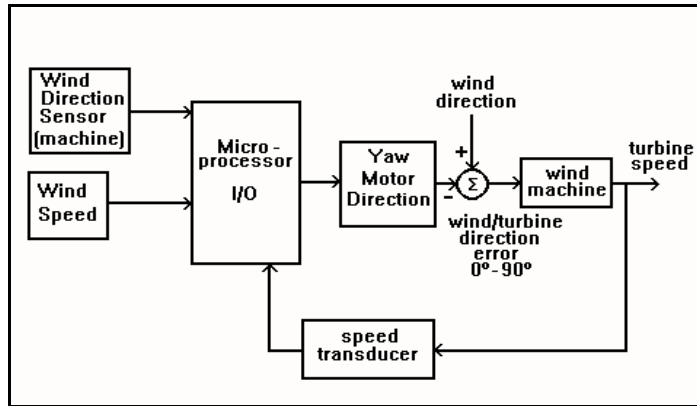 Wind
Direction
Sensor
(machine)
Wind
Speed
Micro -
processor
I/O
Yaw
Motor
Direction
wind
direction
+
-
Σ
wind/turbine
direction
error
0º-90º
wind
machine
turbine
speed
speed
transducer